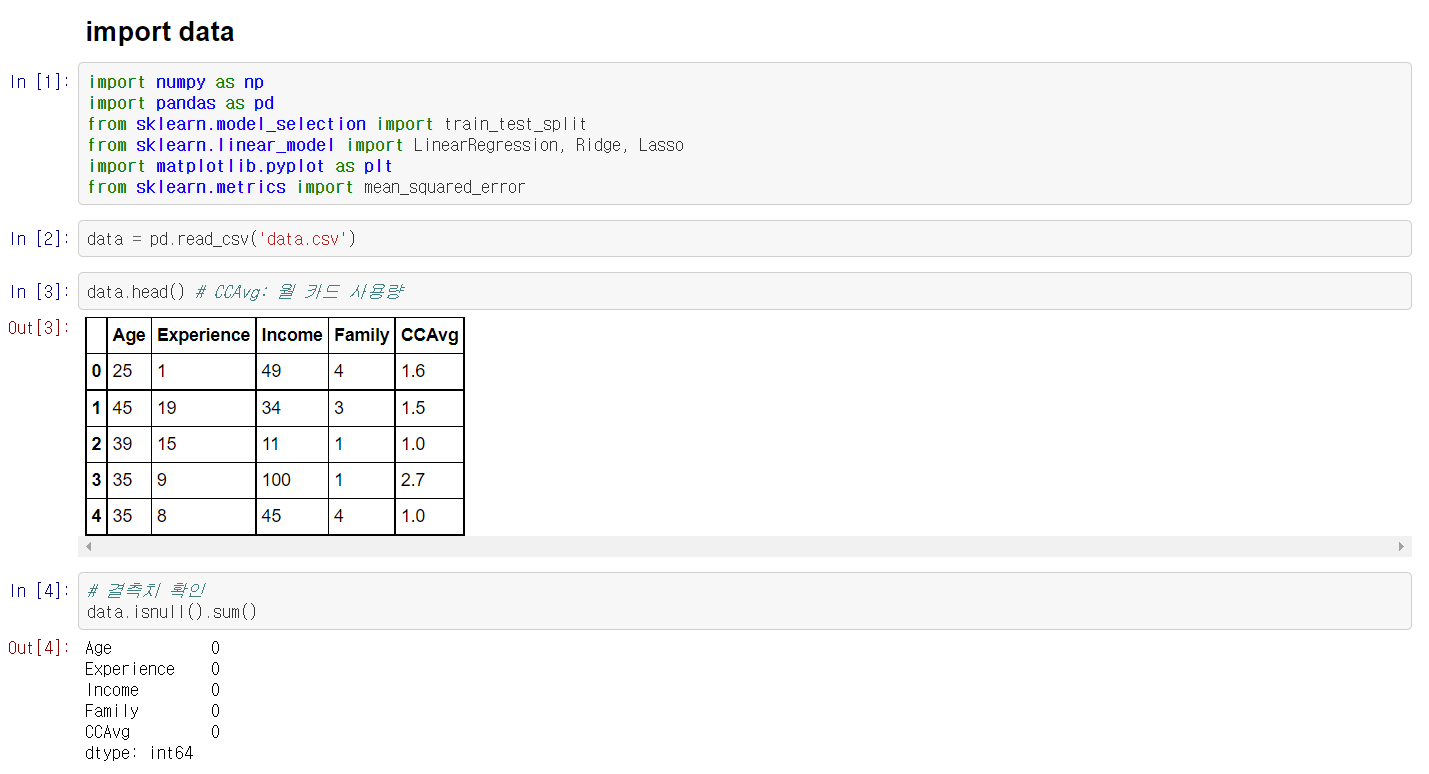 import data
In [1]:
import numpy as np
import pandas as pd
from sklearn.model_selection import train_test_split
from sklearn.linear_model import LinearRegression, Ridge, Lasso
import matplotlib.pyplot as plt
from sklearn.metrics import mean_squared_error
In [2]:
data = pd.read_csv('data.csv')
In [3]:
data.head() # CCAvg: 월 카드 사용량
Out[3]:
Age Experience Income Family CCAvg
0 25 1 49 4 1.6
1 45 19 34 3 1.5
2 39 15 11 1 1.0
3 35 9 100 1 2.7
4 35 8 45 4 1.0
In [4]:
# 결측치 확인
data.isnull().sum()
Out[4]:
Age 0
Experience 0
Income 0
Family 0
CCAvg 0
dtype: int64